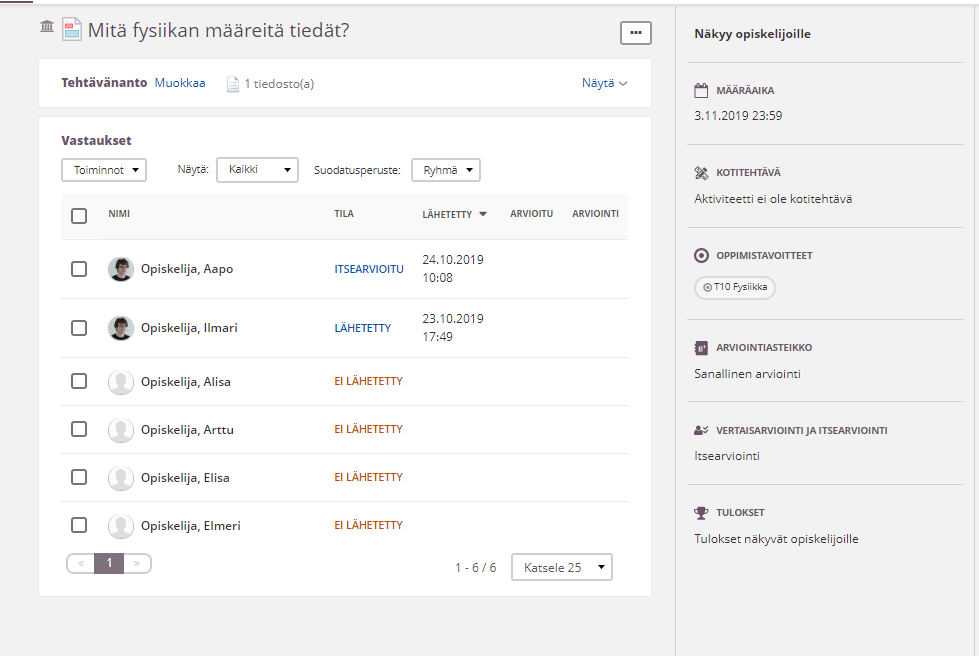 Mitä fysiikan määreitä tiedät?
Tehtävänanto Muokkaa 1 tiedosto(a) Näytä
Vastaukset
Toiminnot Näytä: Kaikki Suodatusperuste: Ryhmä
NIMI TILA LÄHETETTY ARVIOITU ARVIOINTI
Opiskelija, Aapo ITSEARVIOITU 24.10.2019
10:08
Opiskelija, Ilmari LÄHETETTY 23.10.2019
17:49
Opiskelija, Alisa EI LÄHETETTY
Opiskelija, Arttu EI LÄHETETTY
Opiskelija, Elisa EI LÄHETETTY
Opiskelija, Elmeri EI LÄHETETTY
« 1 » 1 - 6 / 6 Katsele 25
Näkyy opiskelijoille
MÄÄRÄAIKA
3.11.2019 23:59
KOTITEHTÄVÄ
Aktiviteetti ei ole kotitehtävä
OPPIMISTAVOITTEET
T10 Fysiikka
ARVIOINTIASTEIKKO
Sanallinen arviointi
VERTAISARVIOINTI JA ITSEARVIOINTI
Itsearviointi
TULOKSET
Tulokset näkyvät opiskelijoille